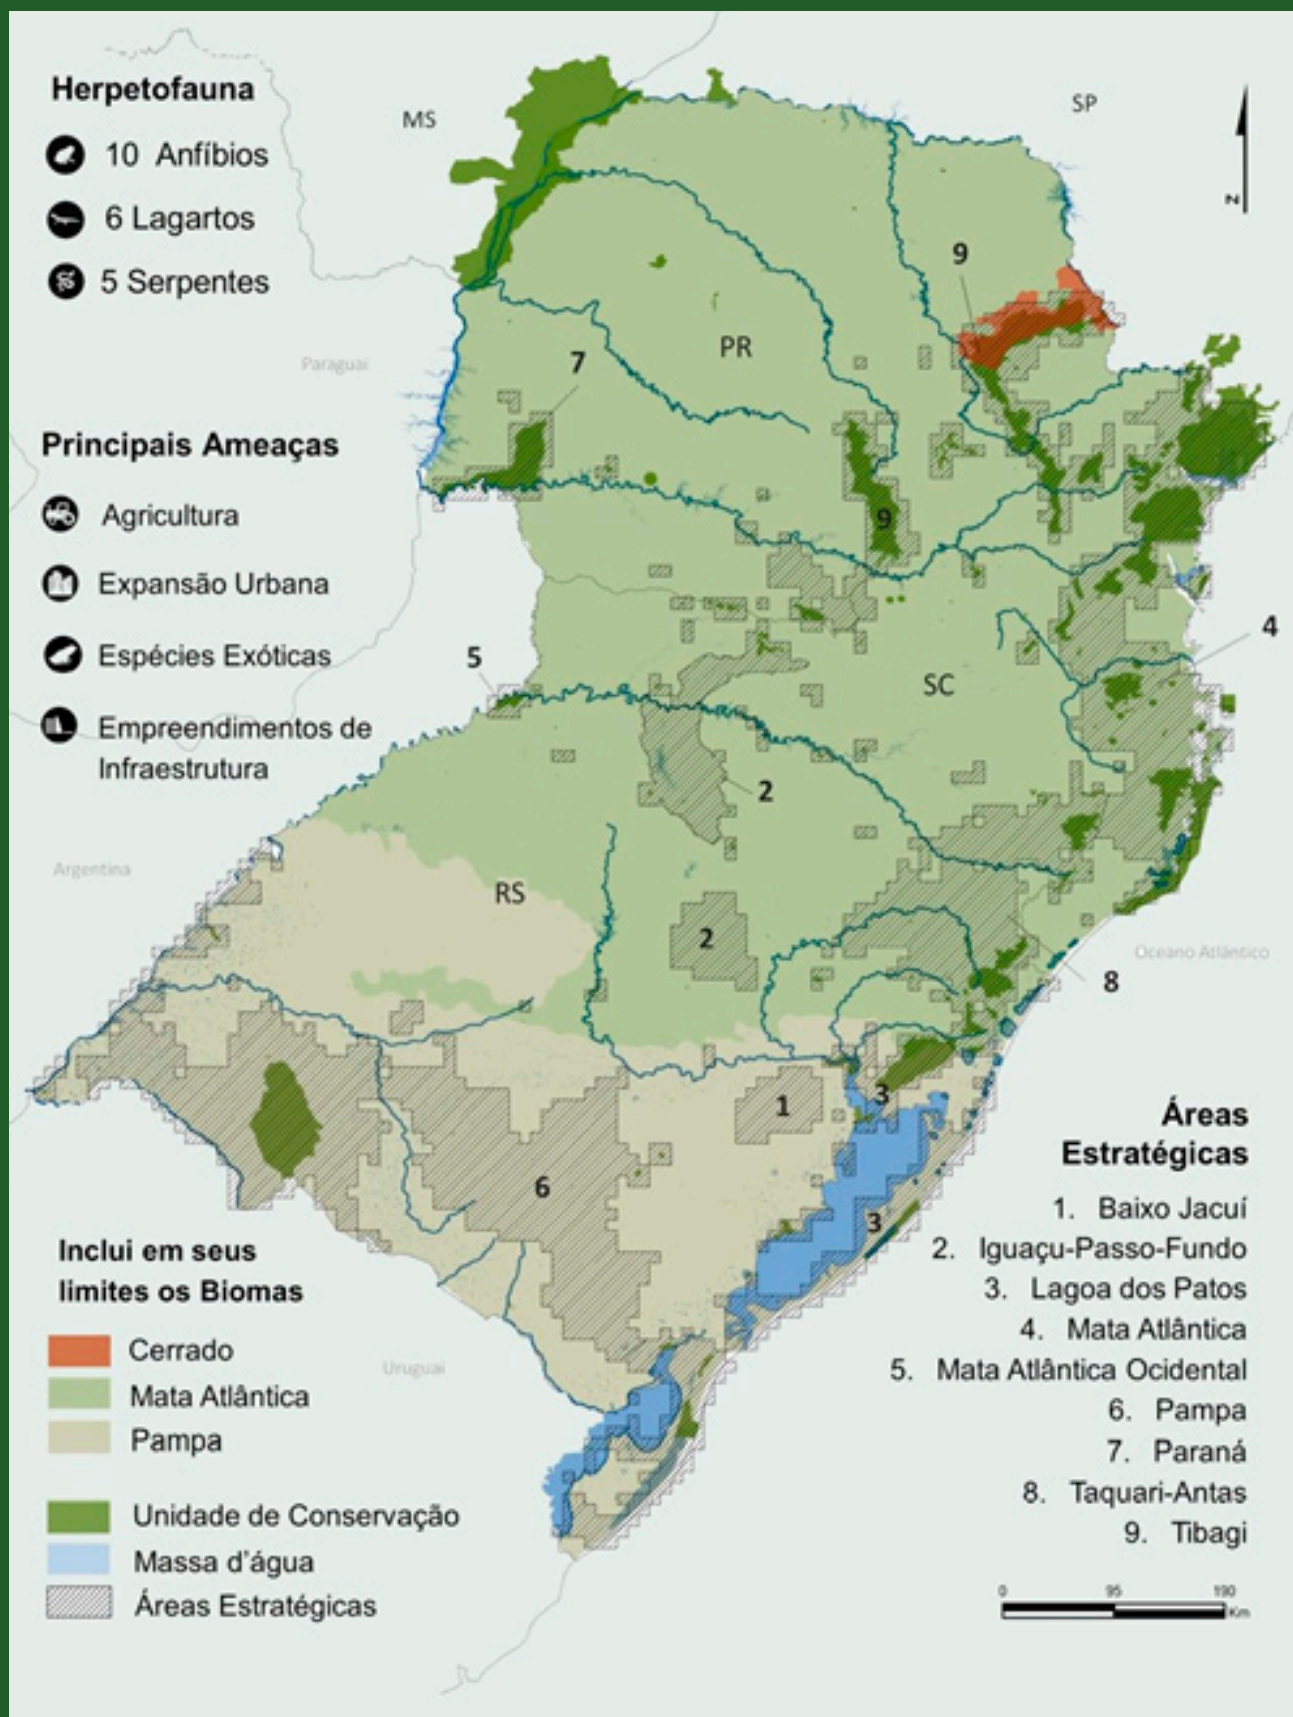 Herpetofauna
10 Anfíbios
6 Lagartos
5 Serpentes
MS
SP
N
Paraguai
PR
9
7
9
Principais Ameaças
Agricultura
Expansão Urbana
Espécies Exóticas
Empreendimentos de
Infraestrutura
4
5
SC
2
Argentina
RS
2
Oceano Atlântico
8
1
3
6
3
Uruguai
Áreas
Estratégicas
1. Baixo Jacuí
2. Iguaçu-Passo-Fundo
3. Lagoa dos Patos
4. Mata Atlântica
5. Mata Atlântica Ocidental
6. Pampa
7. Paraná
8. Taquari-Antas
9. Tibagi
Inclui em seus
limites os Biomas
Cerrado
Mata Atlântica
Pampa
Unidade de Conservação
Massa d'água
Áreas Estratégicas
0 95 190
Km